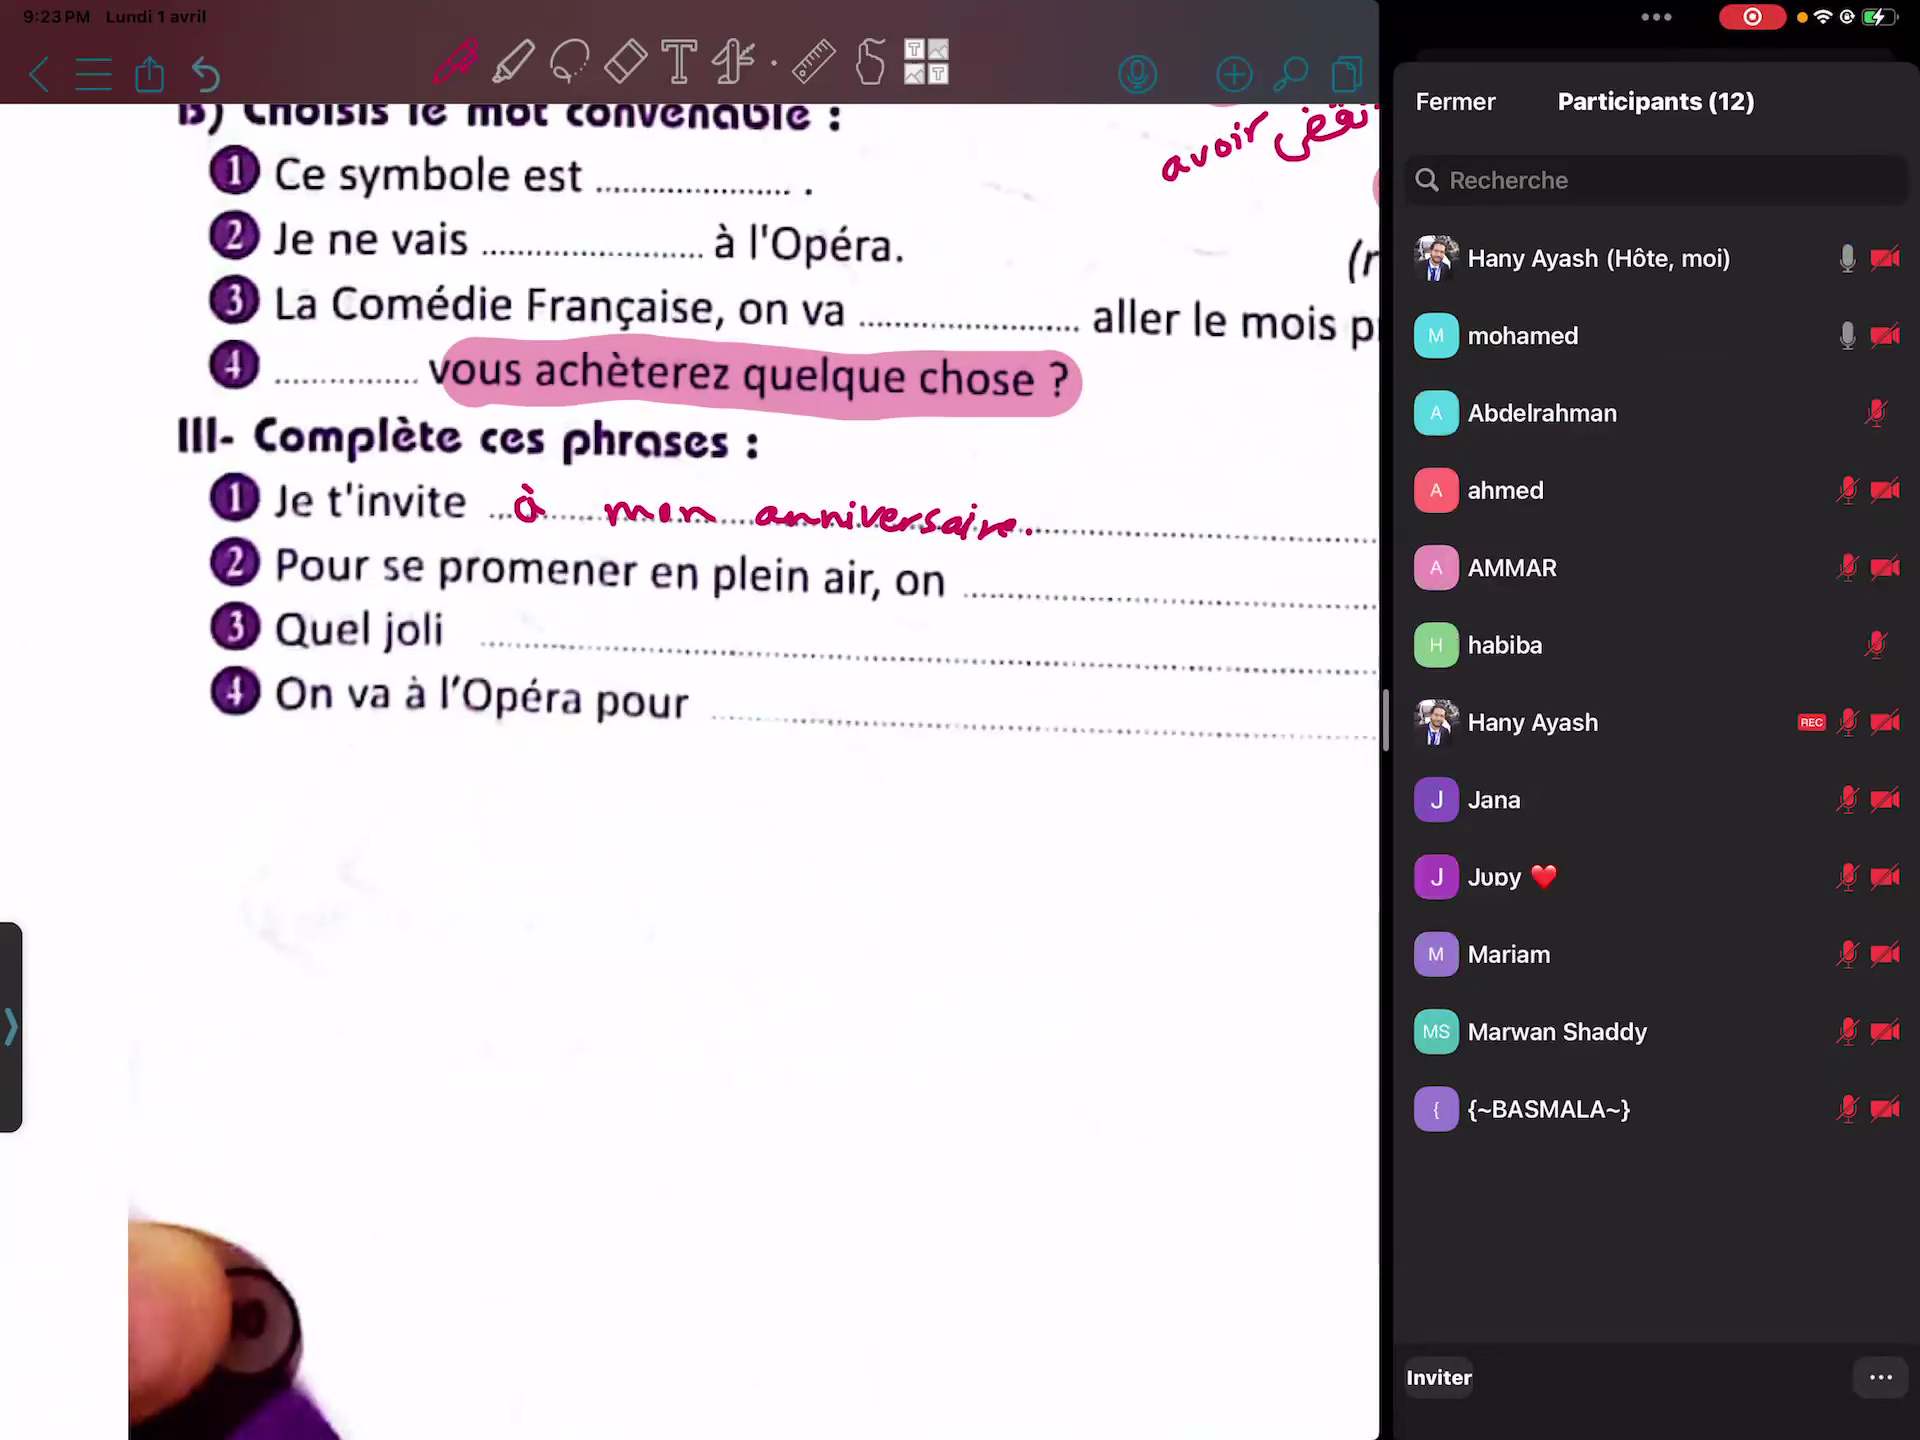 9:23 PM Lundi 1 avril
B) Choisis le mot convenable :
avoir
1 Ce symbole est .................... .
2 Je ne vais ...................... à l'Opéra.
3 La Comédie Française, on va ...................... aller le mois
4 .............. vous achèterez quelque chose ?
III- Complète ces phrases :
1 Je t'invite à mon anniversaire.
2 Pour se promener en plein air, on
3 Quel joli
4 On va à l'Opéra pour
Fermer Participants (12)
Recherche
Hany Ayash (Hôte, moi)
M mohamed
A Abdelrahman
A ahmed
A AMMAR
H habiba
Hany Ayash REC
J Jana
J Jʋɒy ❤️
M Mariam
MS Marwan Shaddy
{ {~BASMALA~}
Inviter